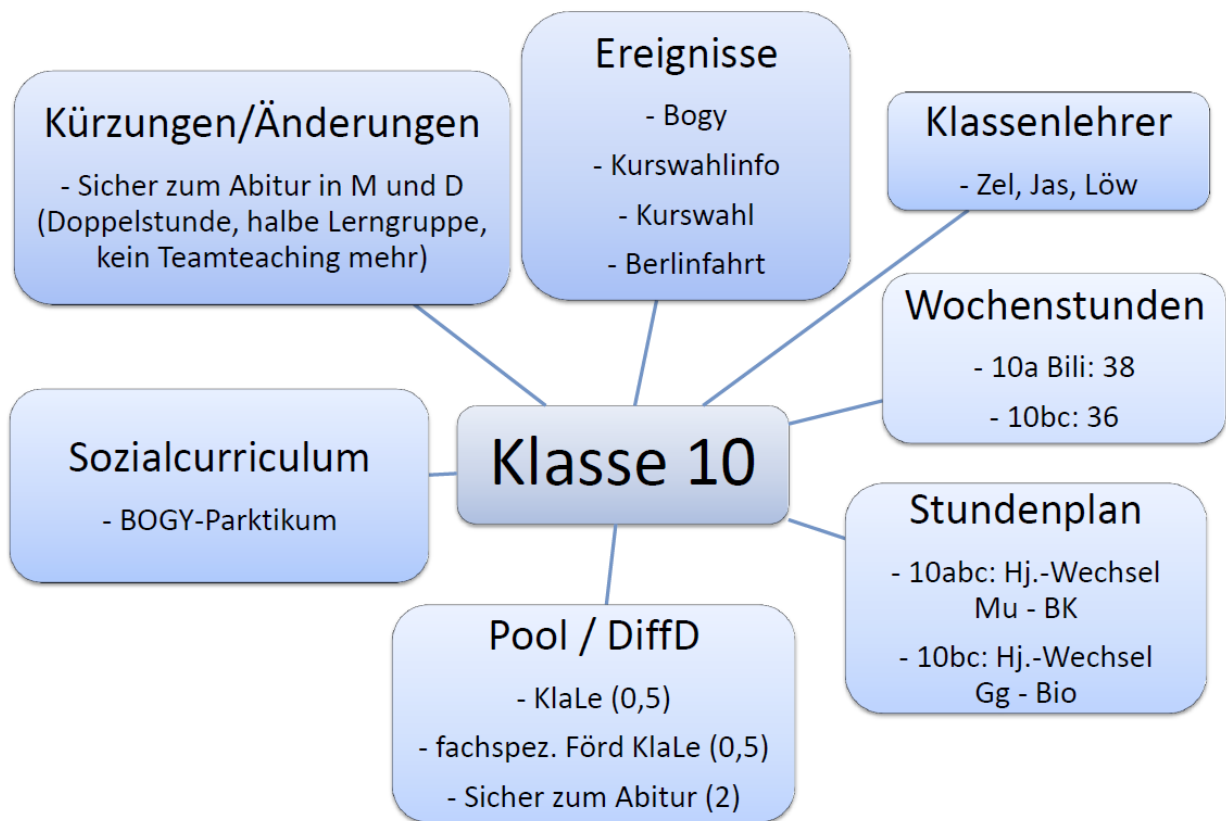 Kürzungen/Änderungen
- Sicher zum Abitur in M und D
(Doppelstunde, halbe Lerngruppe,
kein Teamteaching mehr)
Ereignisse
- Bogy
- Kurswahlinfo
- Kurswahl
- Berlinfahrt
Klassenlehrer
- Zel, Jas, Löw
Wochenstunden
- 10a Bili: 38
- 10bc: 36
Klasse 10
Sozialcurriculum
- BOGY-Parktikum
Stundenplan
- 10abc: Hj.-Wechsel
Mu - BK
- 10bc: Hj.-Wechsel
Gg - Bio
Pool / DiffD
- KlaLe (0,5)
- fachspez. Förd KlaLe (0,5)
- Sicher zum Abitur (2)